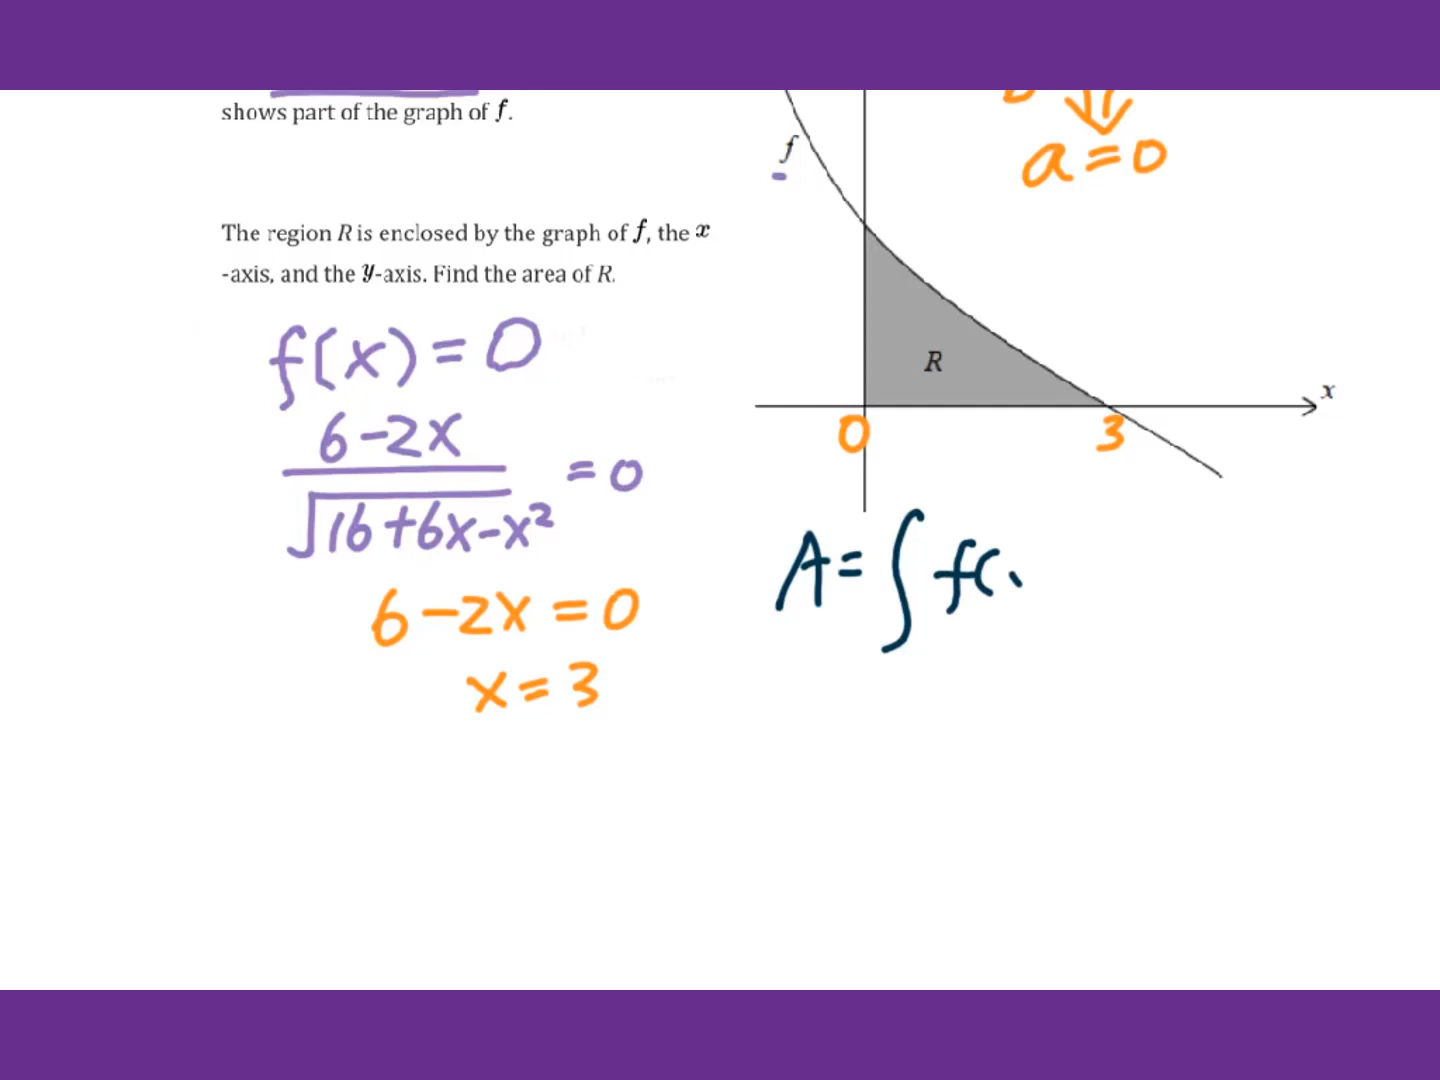 shows part of the graph of f.
f
a=0
The region R is enclosed by the graph of f, the x
-axis, and the y-axis. Find the area of R.
R
x
0
3
f(x)=0
6-2x
√16+6x-x²
=0
6-2x=0
x=3
A=∫f(